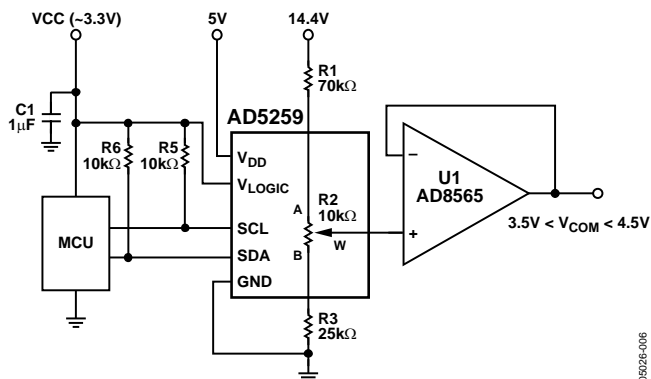 VCC (~3.3V)
5V
14.4V
R1
70kΩ
C1
1μF
AD5259
R6
10kΩ
R5
10kΩ
VDD
VLOGIC
SCL
SDA
GND
MCU
A
R2
10kΩ
W
B
R3
25kΩ
–
+
U1
AD8565
3.5V < VCOM < 4.5V
05026-006